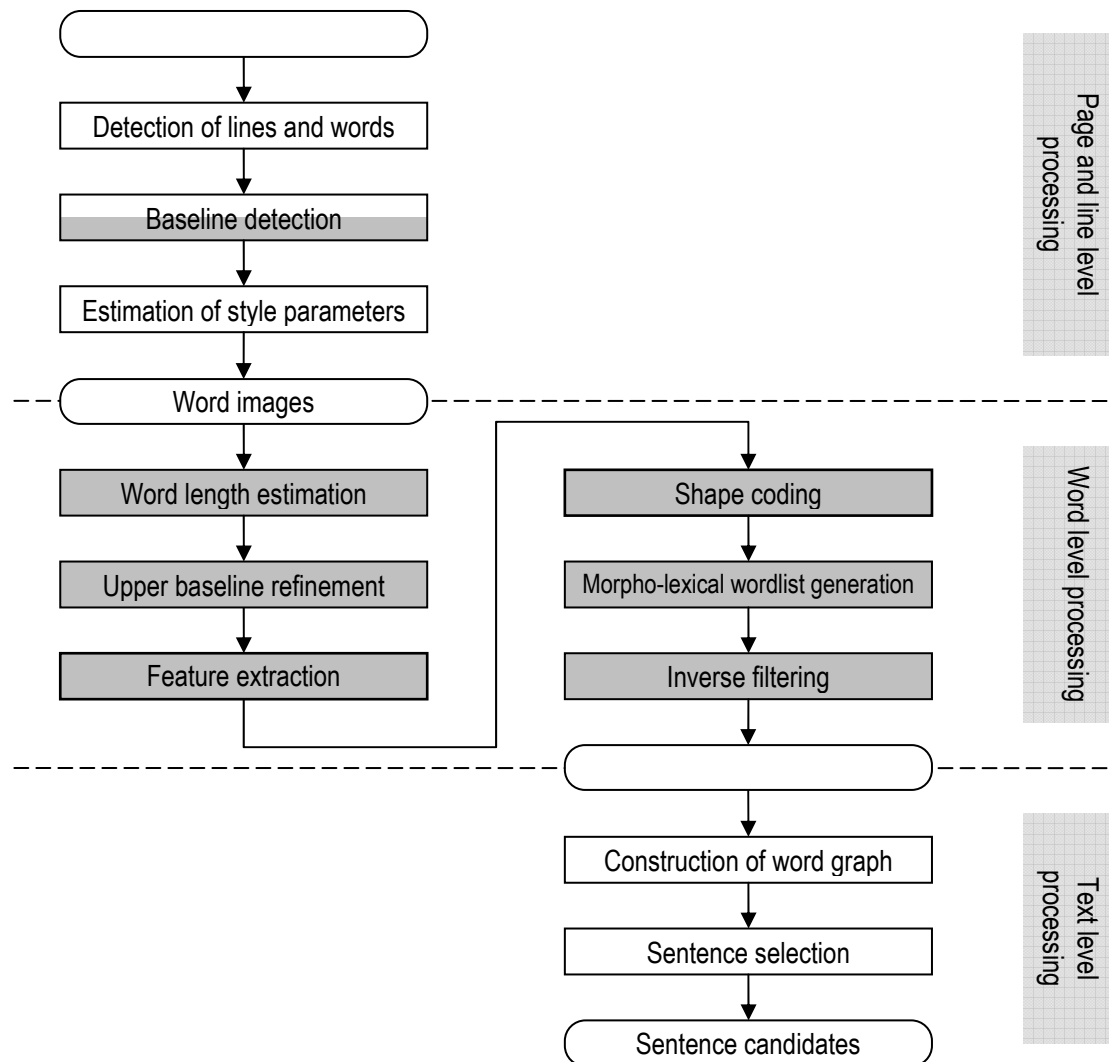 Detection of lines and words
Baseline detection
Estimation of style parameters
Word images
Word length estimation
Upper baseline refinement
Feature extraction
Shape coding
Morpho-lexical wordlist generation
Inverse filtering
Construction of word graph
Sentence selection
Sentence candidates
Page and line level
processing
Word level processing
Text level
processing